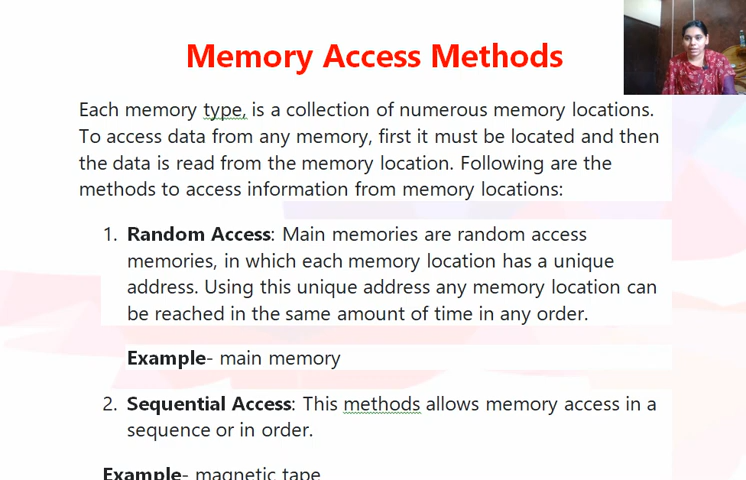 Memory Access Methods
Each memory type, is a collection of numerous memory locations.
To access data from any memory, first it must be located and then
the data is read from the memory location. Following are the
methods to access information from memory locations:
1. Random Access: Main memories are random access
memories, in which each memory location has a unique
address. Using this unique address any memory location can
be reached in the same amount of time in any order.
Example- main memory
2. Sequential Access: This methods allows memory access in a
sequence or in order.
Example- magnetic tape